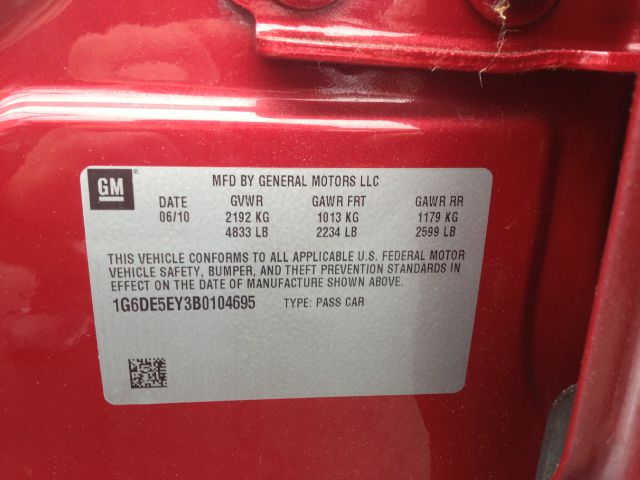 GM
MFD BY GENERAL MOTORS LLC
DATE GVWR GAWR FRT GAWR RR
06/10 2192 KG 1013 KG 1179 KG
4833 LB 2234 LB 2599 LB
THIS VEHICLE CONFORMS TO ALL APPLICABLE U.S. FEDERAL MOTOR
VEHICLE SAFETY, BUMPER, AND THEFT PREVENTION STANDARDS IN
EFFECT ON THE DATE OF MANUFACTURE SHOWN ABOVE.
1G6DE5EY3B0104695 TYPE: PASS CAR